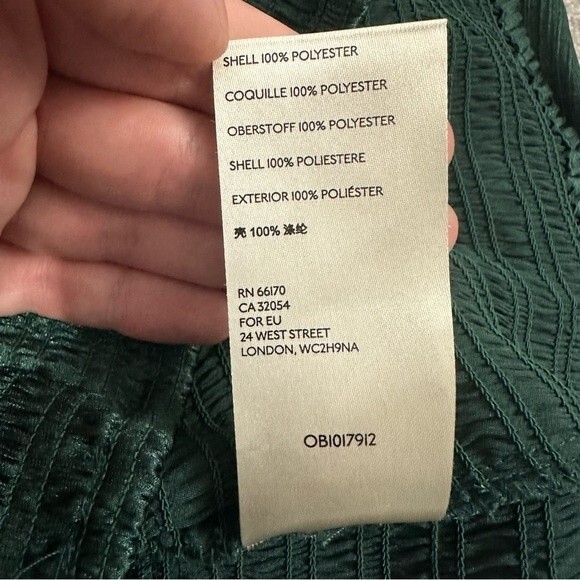 SHELL 100% POLYESTER
COQUILLE 100% POLYESTER
OBERSTOFF 100% POLYESTER
SHELL 100% POLIESTERE
EXTERIOR 100% POLIÉSTER
壳 100% 涤纶
RN 66170
CA 32054
FOR EU
24 WEST STREET
LONDON, WC2H9NA
OB1017912